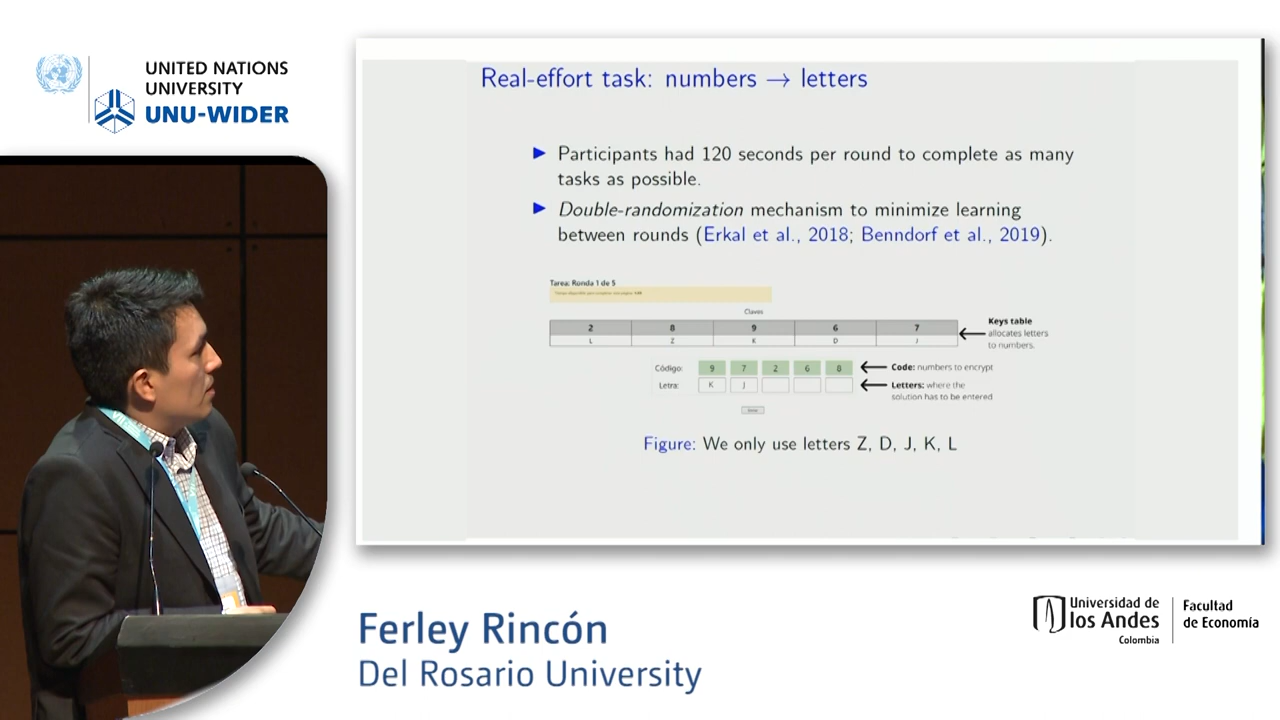 UNITED NATIONS
UNIVERSITY
UNU-WIDER
Real-effort task: numbers → letters
Participants had 120 seconds per round to complete as many
tasks as possible.
Double-randomization mechanism to minimize learning
between rounds (Erkal et al., 2018; Benndorf et al., 2019).
Tarea: Ronda 1 de 5
Claves
2 8 9 6 7
L Z K D J
Keys table
allocates letters
to numbers.
Código: 9 7 2 6 8
Code: numbers to encrypt
Letra: K J
Letters: where the
solution has to be entered
Figure: We only use letters Z, D, J, K, L
Ferley Rincón
Del Rosario University
Universidad de
los Andes
Colombia
Facultad
de Economía